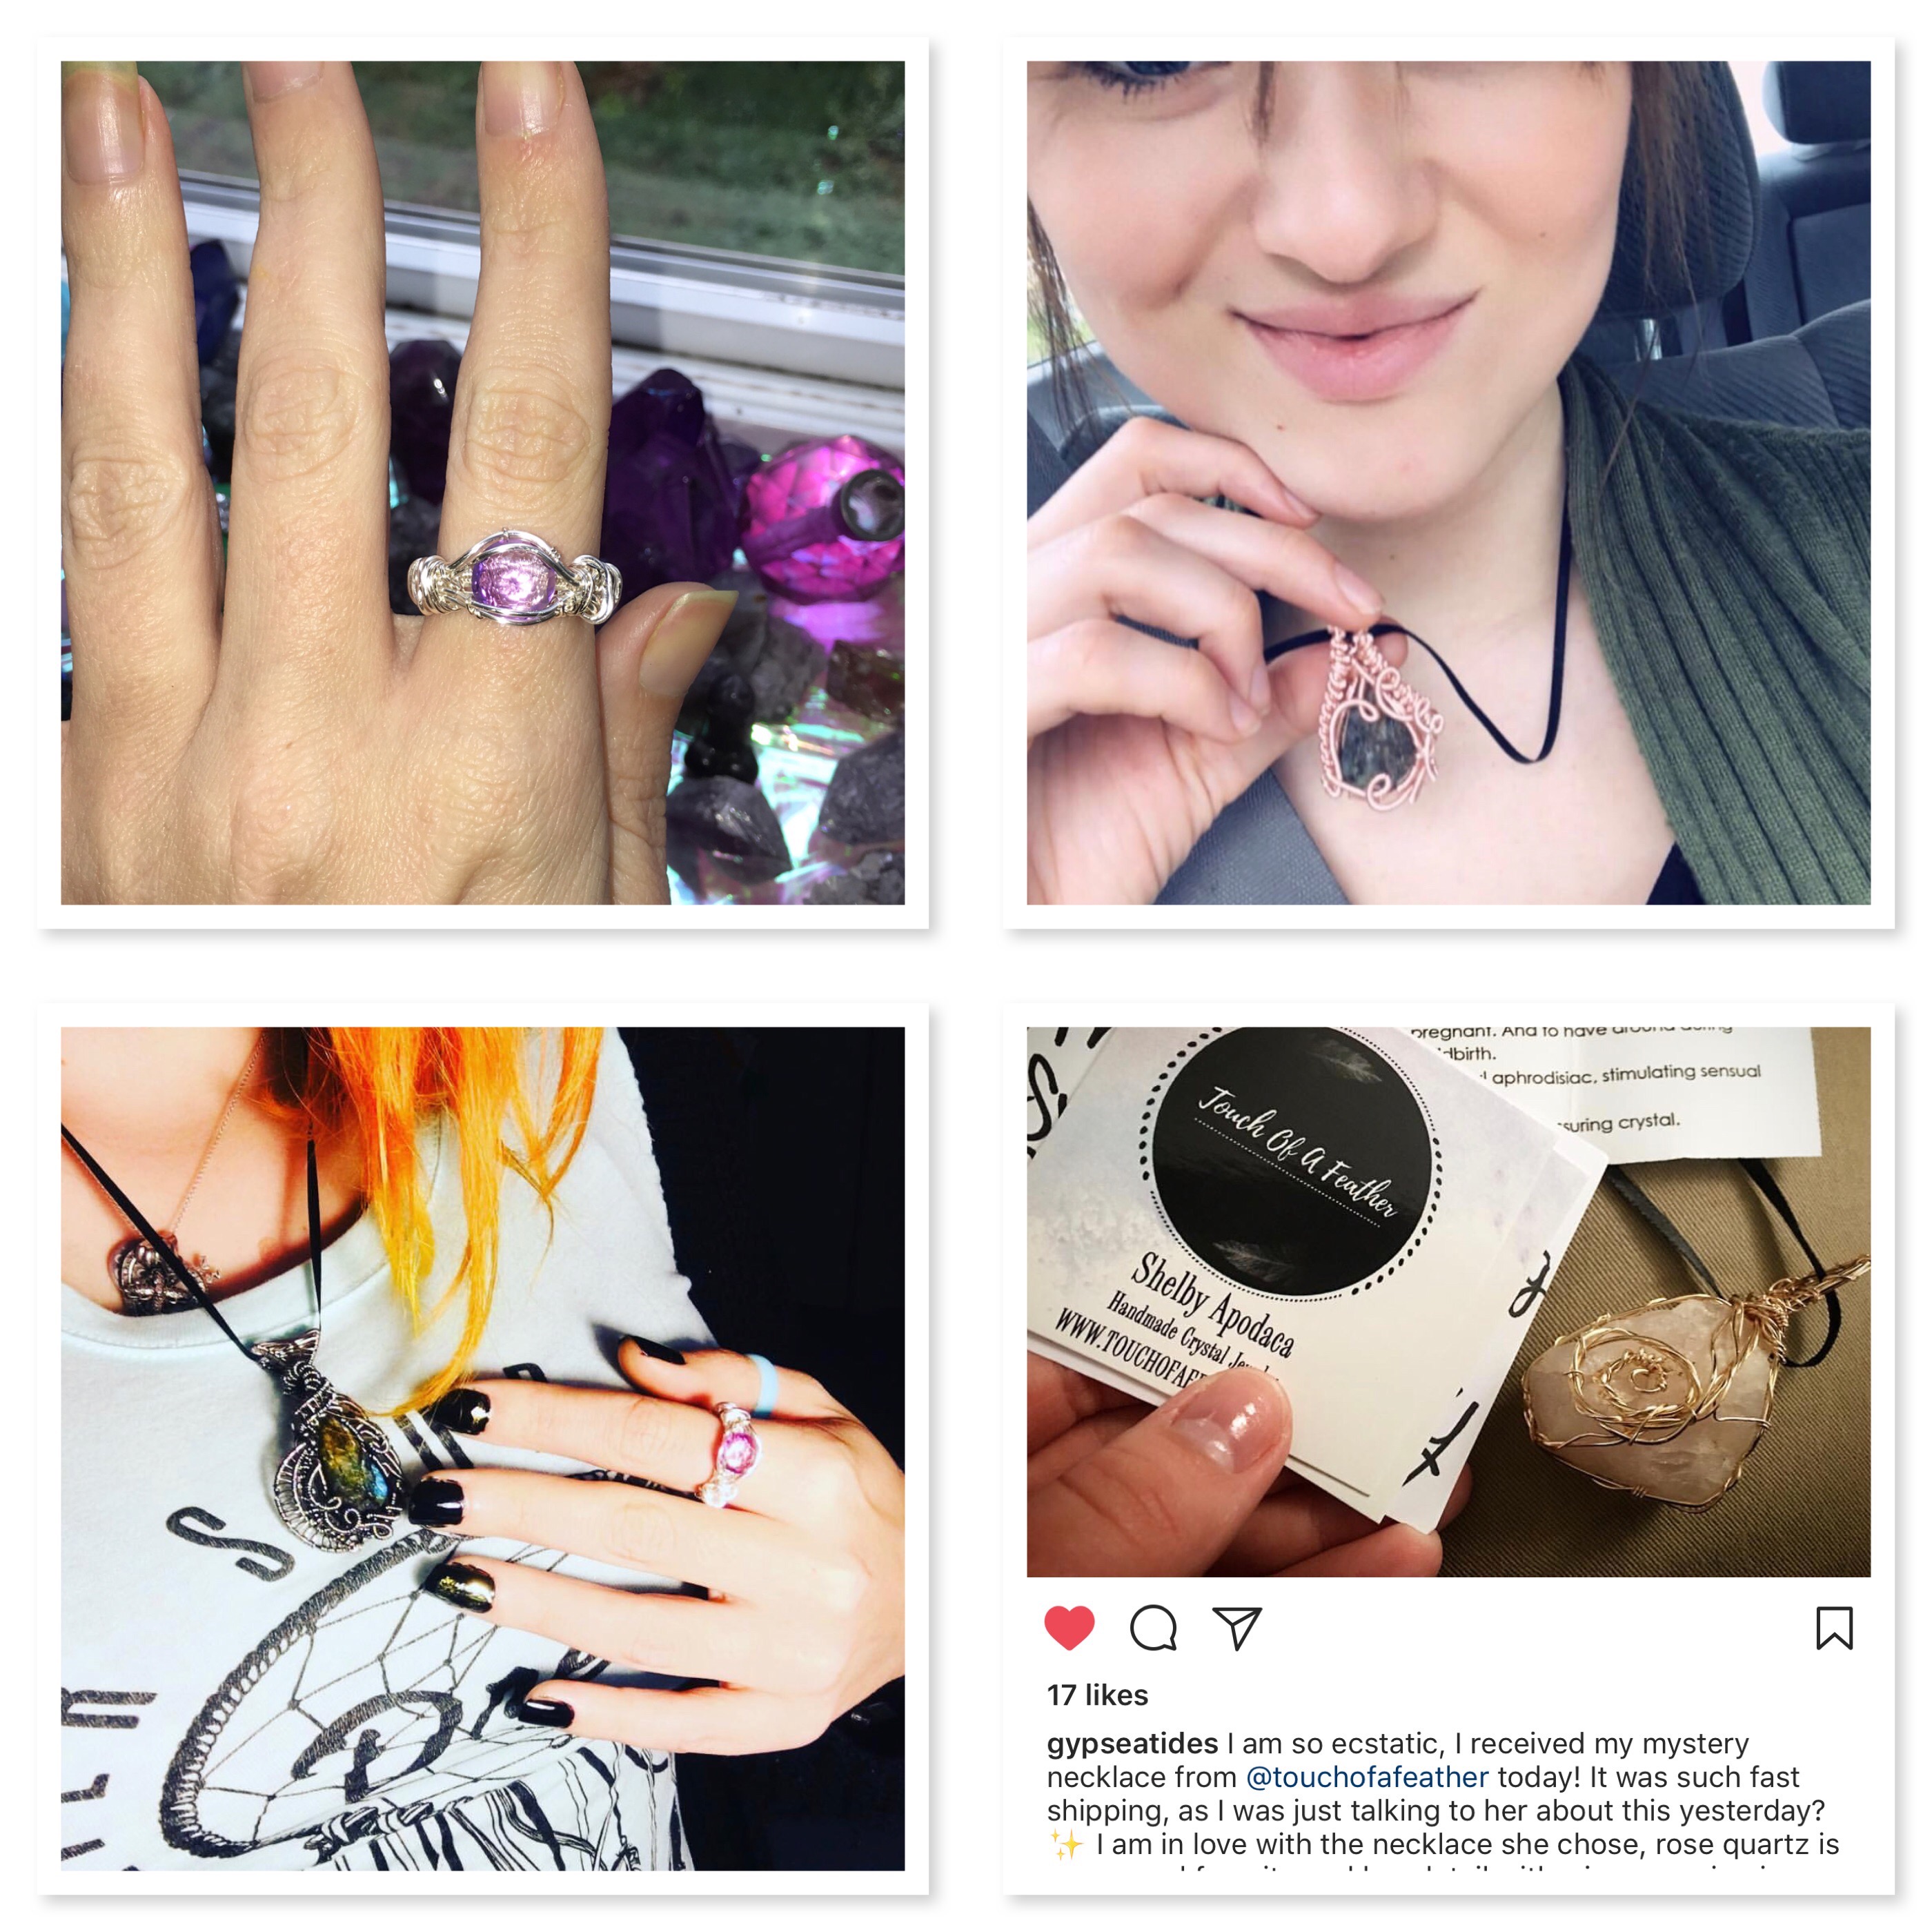 S
pregnant. And to have around during
aphrodisiac, stimulating sensual
crystal.
Touch Of A Feather
Shelby Apodaca
Handmade Crystal
17 likes
gypseatides I am so ecstatic, I received my mystery
necklace from @touchofafeather today! It was such fast
shipping, as I was just talking to her about this yesterday?
✨ I am in love with the necklace she chose, rose quartz is